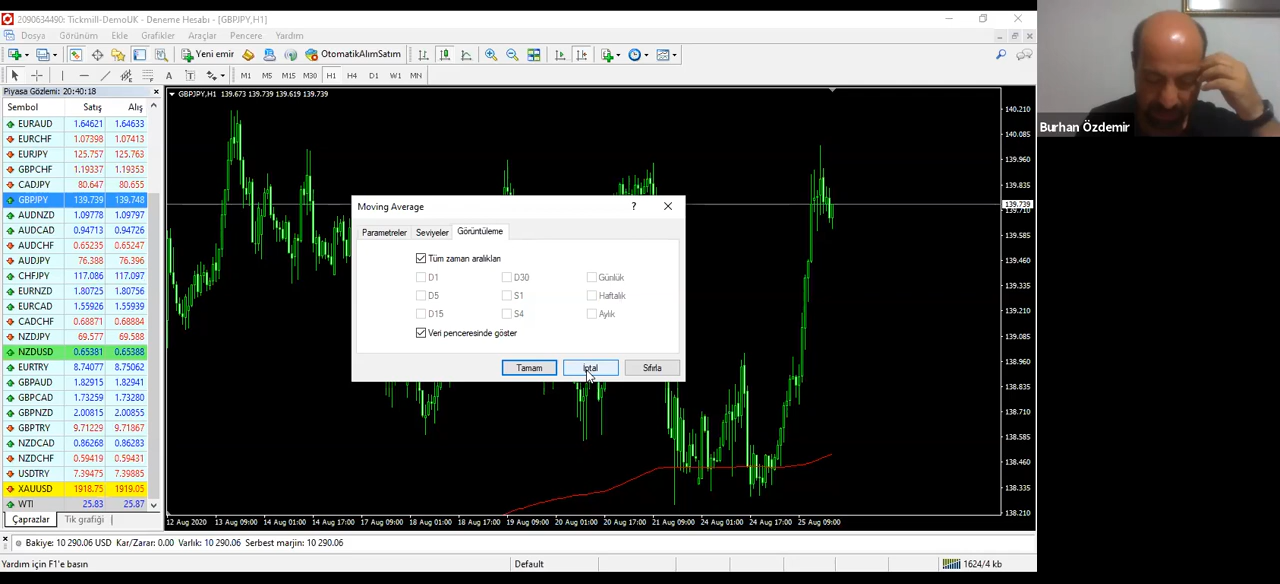 2090634490: Tickmill-DemoUK - Deneme Hesabı - [GBPJPY,H1]
Dosya Görünüm Ekle Grafikler Araçlar Pencere Yardım
Yeni emir OtomatikAlımSatım
A T M1 M5 M15 M30 H1 H4 D1 W1 MN
Piyasa Gözlemi: 20:40:18
Sembol Satış Alış
EURAUD 1.64621 1.64633
EURCHF 1.07398 1.07413
EURJPY 125.757 125.763
GBPCHF 1.19337 1.19353
CADJPY 80.647 80.655
GBPJPY 139.739 139.748
AUDNZD 1.09778 1.09797
AUDCAD 0.94713 0.94726
AUDCHF 0.65235 0.65247
AUDJPY 76.388 76.396
CHFJPY 117.086 117.096
EURNZD 1.80725 1.80756
EURCAD 1.55926 1.55939
CADCHF 0.68871 0.68884
NZDJPY 69.577 69.588
NZDUSD 0.65381 0.65388
EURTRY 8.74077 8.75062
GBPAUD 1.82915 1.82941
GBPCAD 1.73259 1.73280
GBPNZD 2.00815 2.00865
GBPTRY 9.71229 9.71867
NZDCAD 0.86268 0.86283
NZDCHF 0.59419 0.59431
USDTRY 7.39475 7.39885
XAUUSD 1918.75 1919.05
WTI 25.83 25.87
Çaprazlar Tik grafiği
GBPJPY,H1 139.673 139.739 139.619 139.739
Moving Average
Parametreler Seviyeler Görüntüleme
Tüm zaman aralıkları
D1 D30 Günlük
D5 S1 Haftalık
D15 S4 Aylık
Veri penceresinde göster
Tamam İptal Sıfırla
140.210
140.085
139.960
139.835
139.739
139.710
139.585
139.460
139.335
139.210
139.085
138.960
138.835
138.710
138.585
138.460
138.335
138.210
12 Aug 2020 13 Aug 09:00 14 Aug 01:00 14 Aug 17:00 17 Aug 09:00 18 Aug 01:00 18 Aug 17:00 19 Aug 09:00 20 Aug 01:00 20 Aug 17:00 21 Aug 09:00 24 Aug 01:00 24 Aug 17:00 25 Aug 09:00
Bakiye: 10 290.06 USD Kar/Zarar: 0.00 Varlık: 10 290.06 Serbest marjin: 10 290.06
Yardım için F1'e basın Default 1624/4 kb
Burhan Özdemir